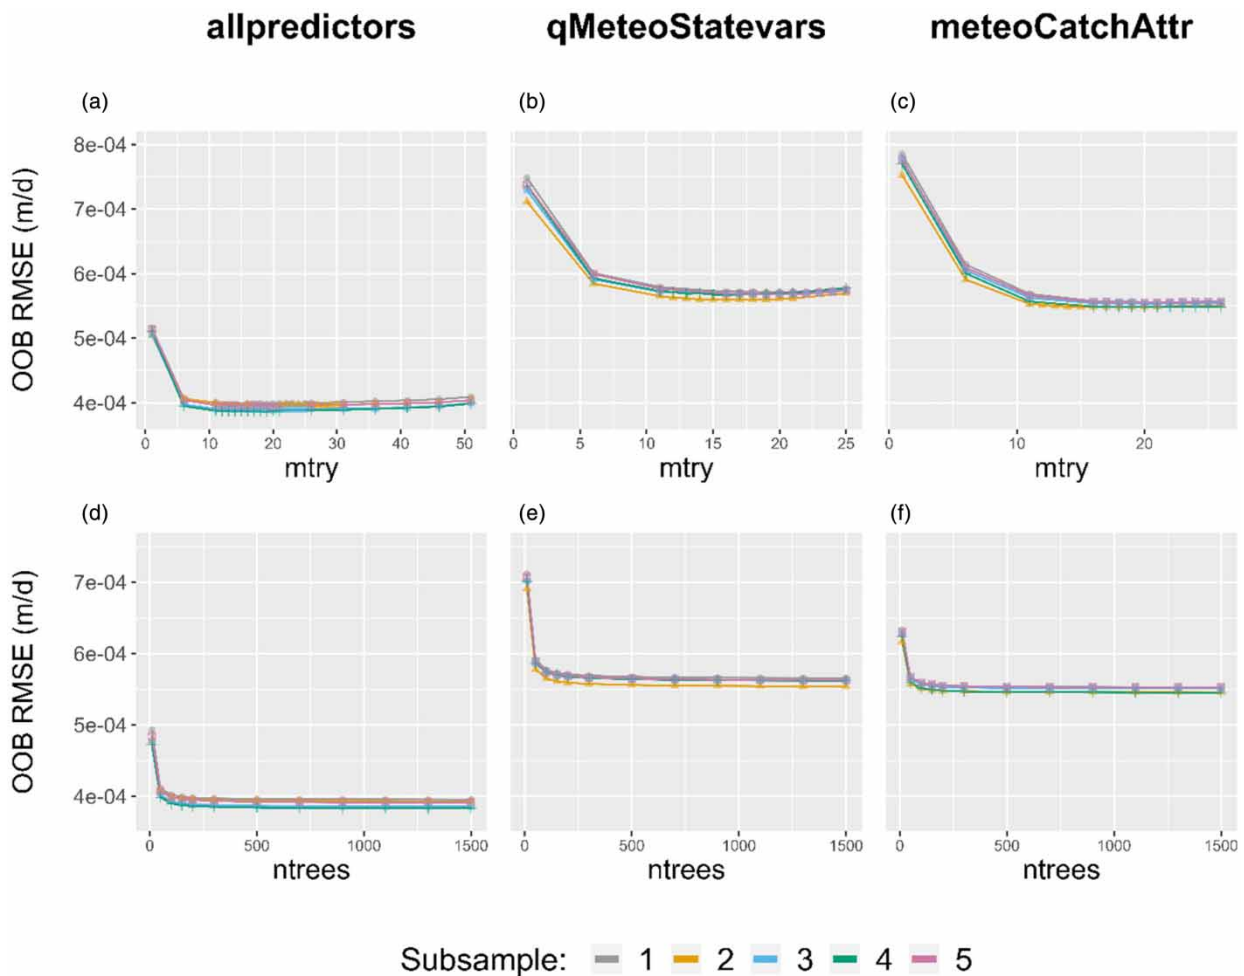 allpredictors qMeteoStatevars meteoCatchAttr
(a) (b) (c)
OOB RMSE (m/d)
8e-04
7e-04
6e-04
5e-04
4e-04
0 10 20 30 40 50 0 5 10 15 20 25 0 10 20
mtry mtry mtry
(d) (e) (f)
OOB RMSE (m/d)
7e-04
6e-04
5e-04
4e-04
0 500 1000 1500 0 500 1000 1500 0 500 1000 1500
ntrees ntrees ntrees
Subsample: 1 2 3 4 5